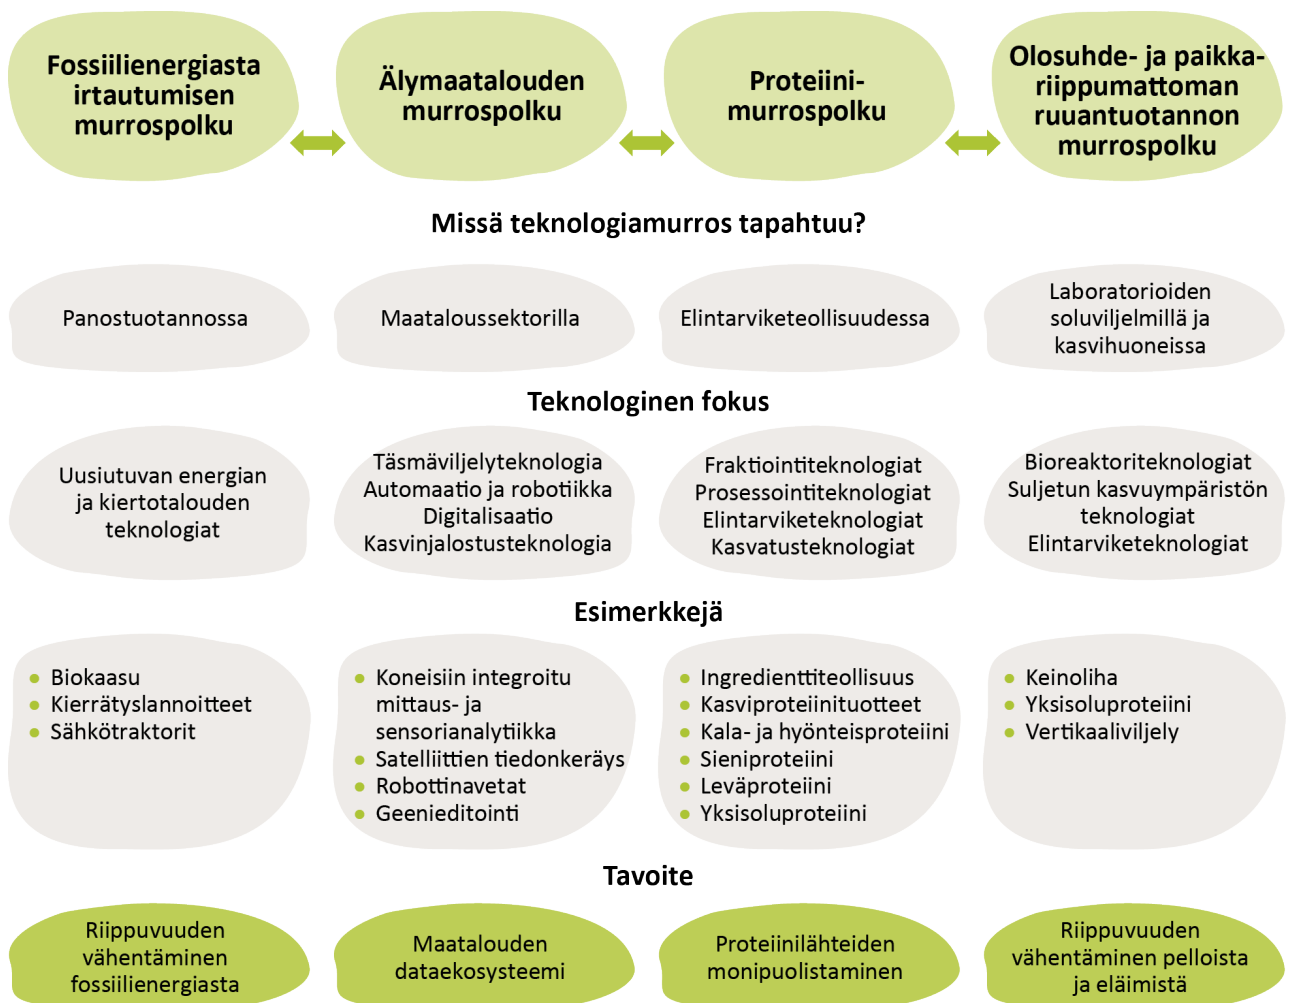 Fossiilienergiasta
irtautumisen
murrospolku
Älymaatalouden
murrospolku
Proteiini-
murrospolku
Olosuhde- ja paikka-
riippumattoman
ruuantuotannon
murrospolku
Missä teknologiamurros tapahtuu?
Panostuotannossa
Maataloussektorilla
Elintarviketeollisuudessa
Laboratorioiden
soluviljelmillä ja
kasvihuoneissa
Teknologinen fokus
Uusiutuvan energian
ja kiertotalouden
teknologiat
Täsmäviljelyteknologia
Automaatio ja robotiikka
Digitalisaatio
Kasvinjalostusteknologia
Fraktiointiteknologiat
Prosessointiteknologiat
Elintarviketeknologiat
Kasvatusteknologiat
Bioreaktoriteknologiat
Suljetun kasvuympäristön
teknologiat
Elintarviketeknologiat
Esimerkkejä
• Biokaasu
• Kierrätyslannoitteet
• Sähkötraktorit
• Koneisiin integroitu
mittaus- ja
sensorianalytiikka
• Satelliittien tiedonkeräys
• Robottinavetat
• Geenieditointi
• Ingredienttiteollisuus
• Kasviproteiinituotteet
• Kala- ja hyönteisproteiini
• Sieniproteiini
• Leväproteiini
• Yksisoluproteiini
• Keinoliha
• Yksisoluproteiini
• Vertikaaliviljely
Tavoite
Riippuvuuden
vähentäminen
fossiilienergiasta
Maatalouden
dataekosysteemi
Proteiinilähteiden
monipuolistaminen
Riippuvuuden
vähentäminen pelloista
ja eläimistä